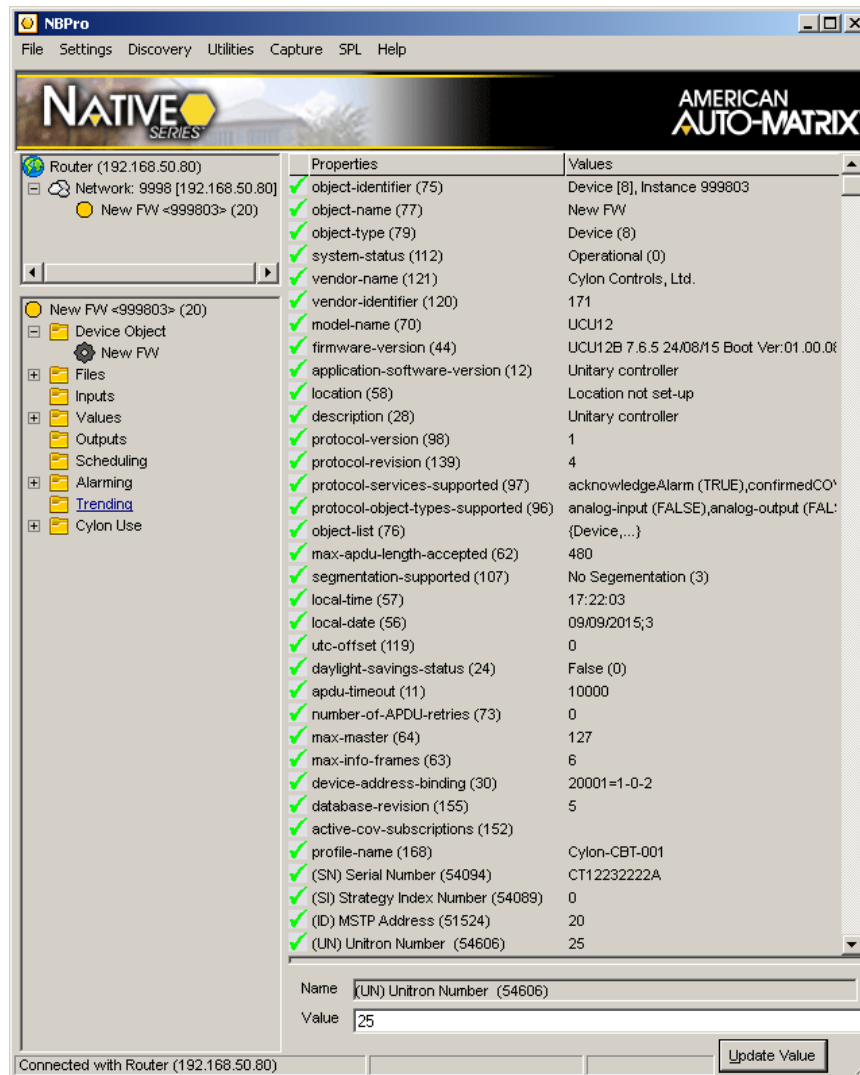 NBPro
File Settings Discovery Utilities Capture SPL Help
NATIVE SERIES
AMERICAN AUTO-MATRIX
Router (192.168.50.80)
Network: 9998 [192.168.50.80]
New FW <999803> (20)
New FW <999803> (20)
Device Object
New FW
Files
Inputs
Values
Outputs
Scheduling
Alarming
Trending
Cylon Use
Properties Values
object-identifier (75) Device [8], Instance 999803
object-name (77) New FW
object-type (79) Device (8)
system-status (112) Operational (0)
vendor-name (121) Cylon Controls, Ltd.
vendor-identifier (120) 171
model-name (70) UCU12
firmware-version (44) UCU12B 7.6.5 24/08/15 Boot Ver:01.00.08
application-software-version (12) Unitary controller
location (58) Location not set-up
description (28) Unitary controller
protocol-version (98) 1
protocol-revision (139) 4
protocol-services-supported (97) acknowledgeAlarm (TRUE),confirmedCOV
protocol-object-types-supported (96) analog-input (FALSE),analog-output (FAL
object-list (76) {Device,...}
max-apdu-length-accepted (62) 480
segmentation-supported (107) No Segementation (3)
local-time (57) 17:22:03
local-date (56) 09/09/2015;3
utc-offset (119) 0
daylight-savings-status (24) False (0)
apdu-timeout (11) 10000
number-of-APDU-retries (73) 0
max-master (64) 127
max-info-frames (63) 6
device-address-binding (30) 20001=1-0-2
database-revision (155) 5
active-cov-subscriptions (152)
profile-name (168) Cylon-CBT-001
(SN) Serial Number (54094) CT12232222A
(SI) Strategy Index Number (54089) 0
(ID) MSTP Address (51524) 20
(UN) Unitron Number (54606) 25
Name (UN) Unitron Number (54606)
Value 25
Update Value
Connected with Router (192.168.50.80)